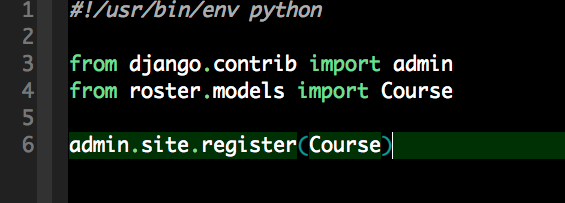 1 #!/usr/bin/env python
2
3 from django.contrib import admin
4 from roster.models import Course
5
6 admin.site.register(Course)